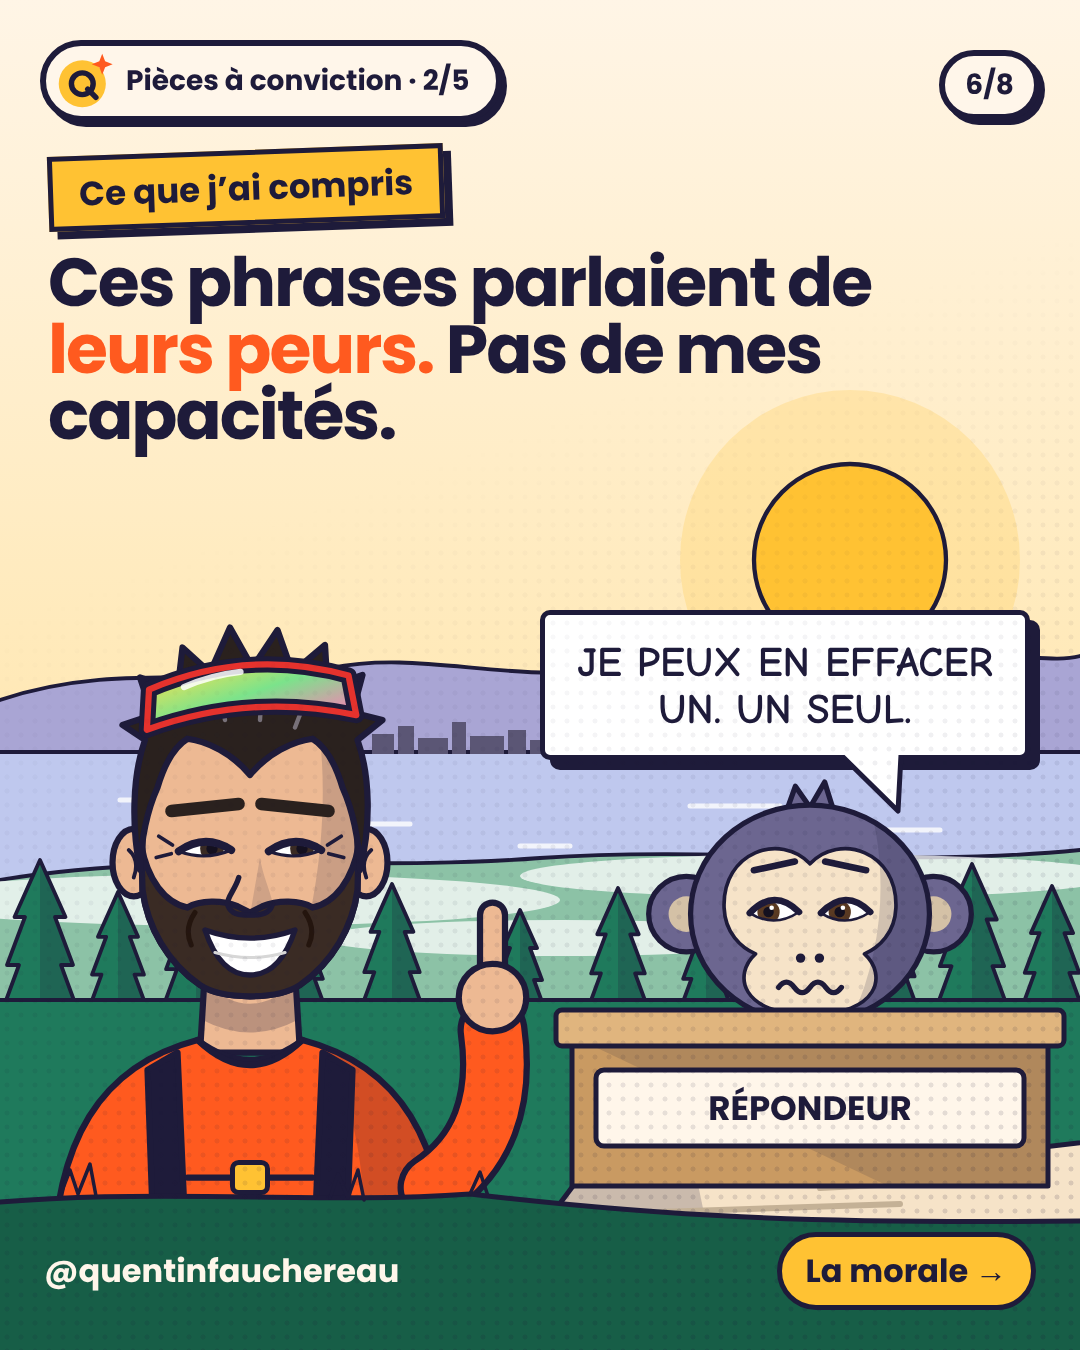 Q
Pièces à conviction · 2/5
6/8
Ce que j’ai compris
Ces phrases parlaient de
leurs peurs. Pas de mes
capacités.
JE PEUX EN EFFACER
UN. UN SEUL.
RÉPONDEUR
@quentinfauchereau
La morale →